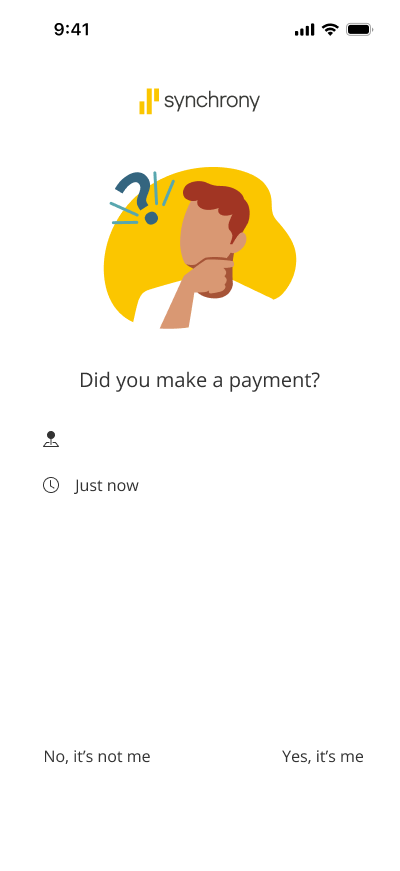 9:41
synchrony
?
Did you make a payment?
Just now
No, it’s not me
Yes, it’s me